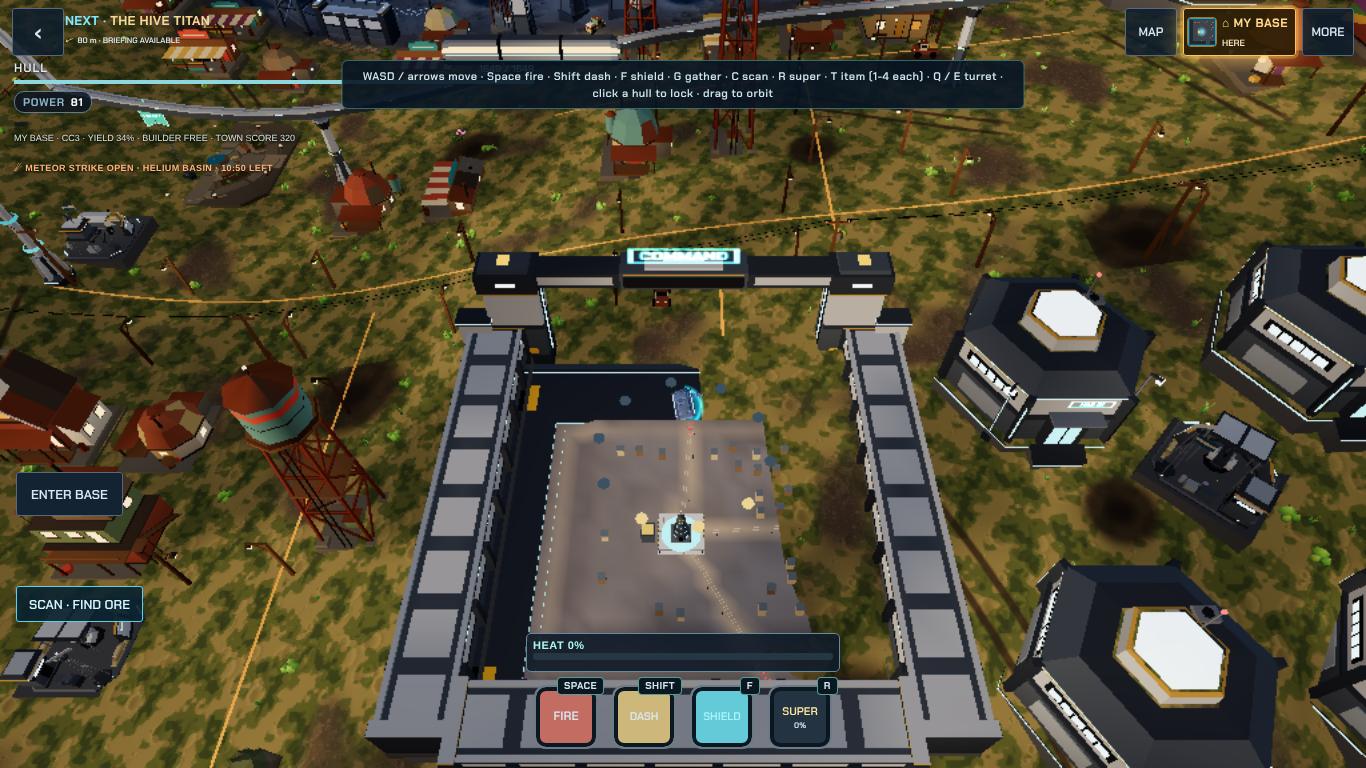 ‹
NEXT · THE HIVE TITAN
80 m · BRIEFING AVAILABLE
HULL
POWER 81
MY BASE · CC3 · YIELD 34% · BUILDER FREE · TOWN SCORE 320
METEOR STRIKE OPEN · HELIUM BASIN · 10:50 LEFT
WASD / arrows move · Space fire · Shift dash · F shield · G gather · C scan · R super · T item (1-4 each) · Q / E turret ·
click a hull to lock · drag to orbit
MAP
⌂ MY BASE
HERE
MORE
COMMAND
ENTER BASE
SCAN · FIND ORE
HEAT 0%
SPACE
FIRE
SHIFT
DASH
F
SHIELD
R
SUPER
0%